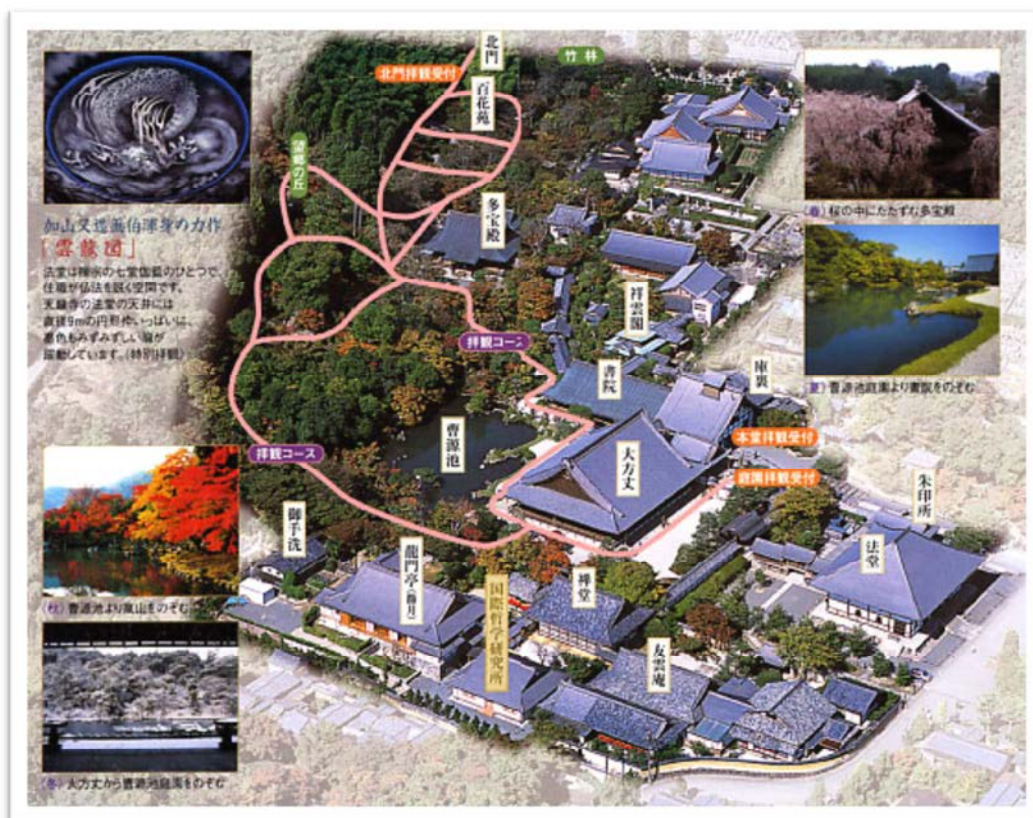 北門
竹林
北門拝観受付
百花苑
望郷の丘
多宝殿
加山又造画伯渾身の力作
「雲龍図」
法堂は禅宗の七堂伽藍のひとつで、
住職が仏法を説く空間です。
天龍寺の法堂の天井には
直径9mの円形枠いっぱいに、
墨色もみずみずしい龍が
躍動しています。(特別拝観)
(春) 桜の中にたたずむ多宝殿
祥雲閣
拝観コース
書院
庫裏
(夏) 曹源池庭園より書院をのぞむ
曹源池
大方丈
本堂拝観受付
拝観コース
庭園拝観受付
朱印所
御手洗
法堂
龍門亭(篩月)
国際哲学研究所
禅堂
友雲庵
(秋) 曹源池より嵐山をのぞむ
(冬) 大方丈から曹源池庭園をのぞむ